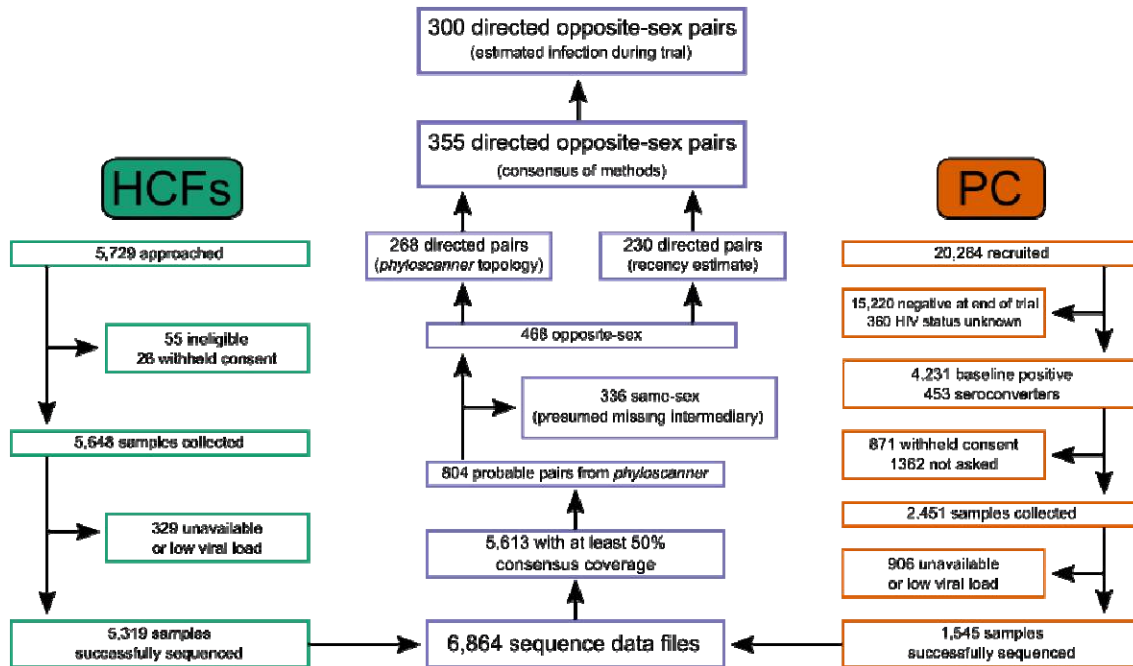 300 directed opposite-sex pairs
(estimated infection during trial)
355 directed opposite-sex pairs
(consensus of methods)
268 directed pairs
(phyloscanner topology)
230 directed pairs
(recency estimate)
468 opposite-sex
336 same-sex
(presumed missing intermediary)
804 probable pairs from phyloscanner
5,613 with at least 50%
consensus coverage
6,864 sequence data files
HCFs
5,729 approached
55 ineligible
26 withheld consent
5,648 samples collected
329 unavailable
or low viral load
5,319 samples
successfully sequenced
PC
20,264 recruited
15,220 negative at end of trial
360 HIV status unknown
4,231 baseline positive
453 seroconverters
871 withheld consent
1362 not asked
2,451 samples collected
906 unavailable
or low viral load
1,545 samples
successfully sequenced